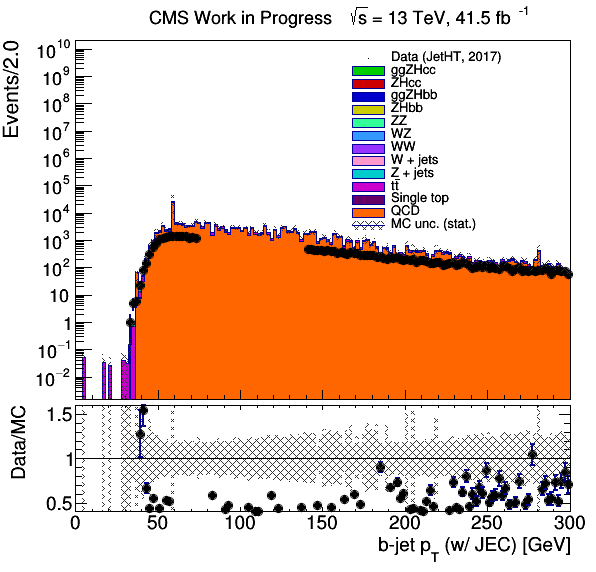 CMS Work in Progress √s = 13 TeV, 41.5 fb⁻¹
Events/2.0
10¹⁰
10⁹
10⁸
10⁷
10⁶
10⁵
10⁴
10³
10²
10
1
10⁻¹
10⁻²
Data (JetHT, 2017)
ggZHcc
ZHcc
ggZHbb
ZHbb
ZZ
WZ
WW
W + jets
Z + jets
tt̄
Single top
QCD
MC unc. (stat.)
Data/MC
1.5
1
0.5
0 50 100 150 200 250 300
b-jet p_T (w/ JEC) [GeV]